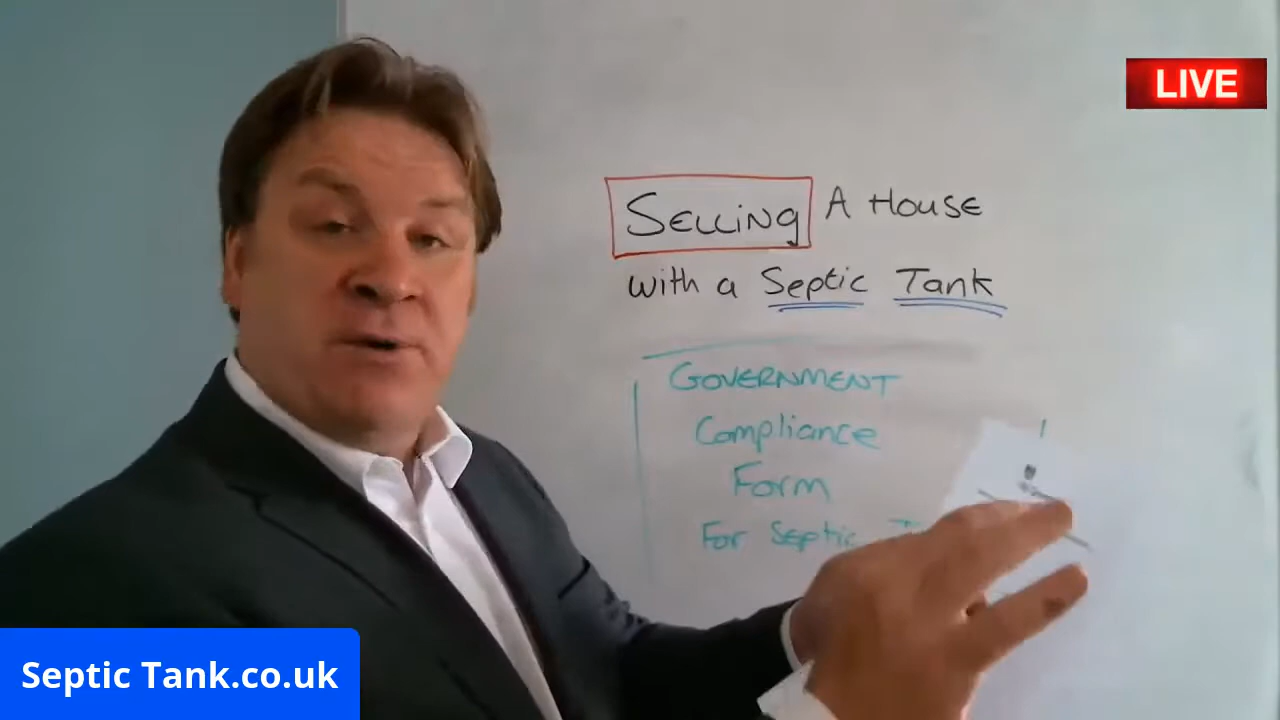 LIVE
SELLING A HOUSE
with a Septic Tank
GOVERNMENT
Compliance
Form
For Septic
Septic Tank.co.uk